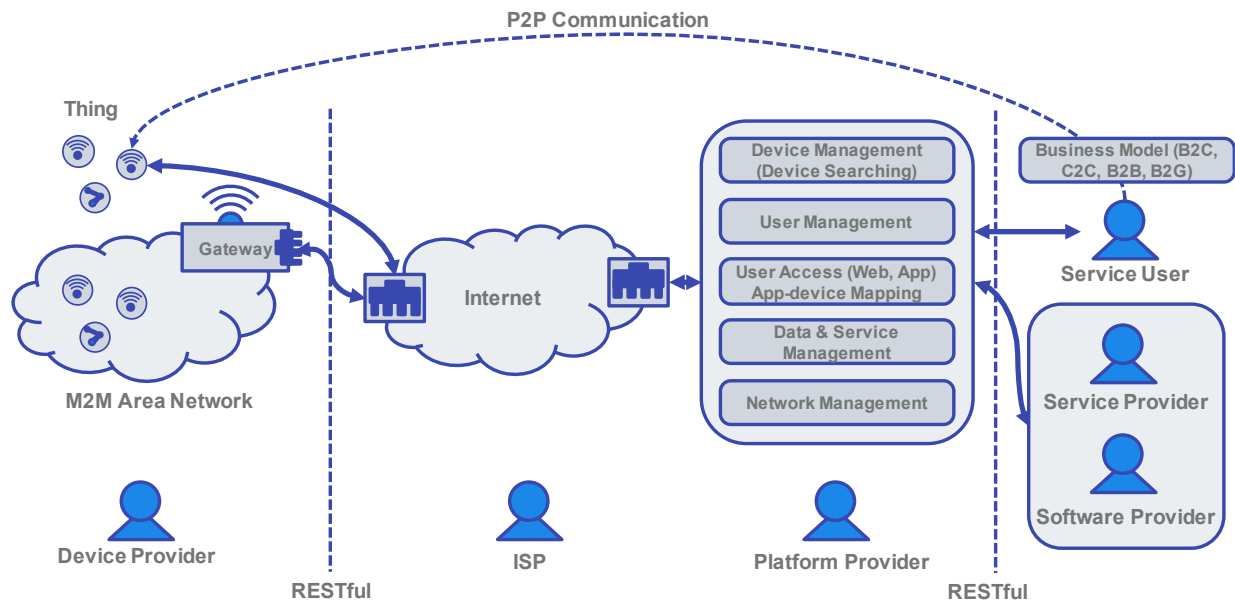 P2P Communication
Thing
Gateway
M2M Area Network
Internet
Device Management
(Device Searching)
User Management
User Access (Web, App)
App-device Mapping
Data & Service
Management
Network Management
Business Model (B2C,
C2C, B2B, B2G)
Service User
Service Provider
Software Provider
Device Provider
ISP
Platform Provider
RESTful
RESTful